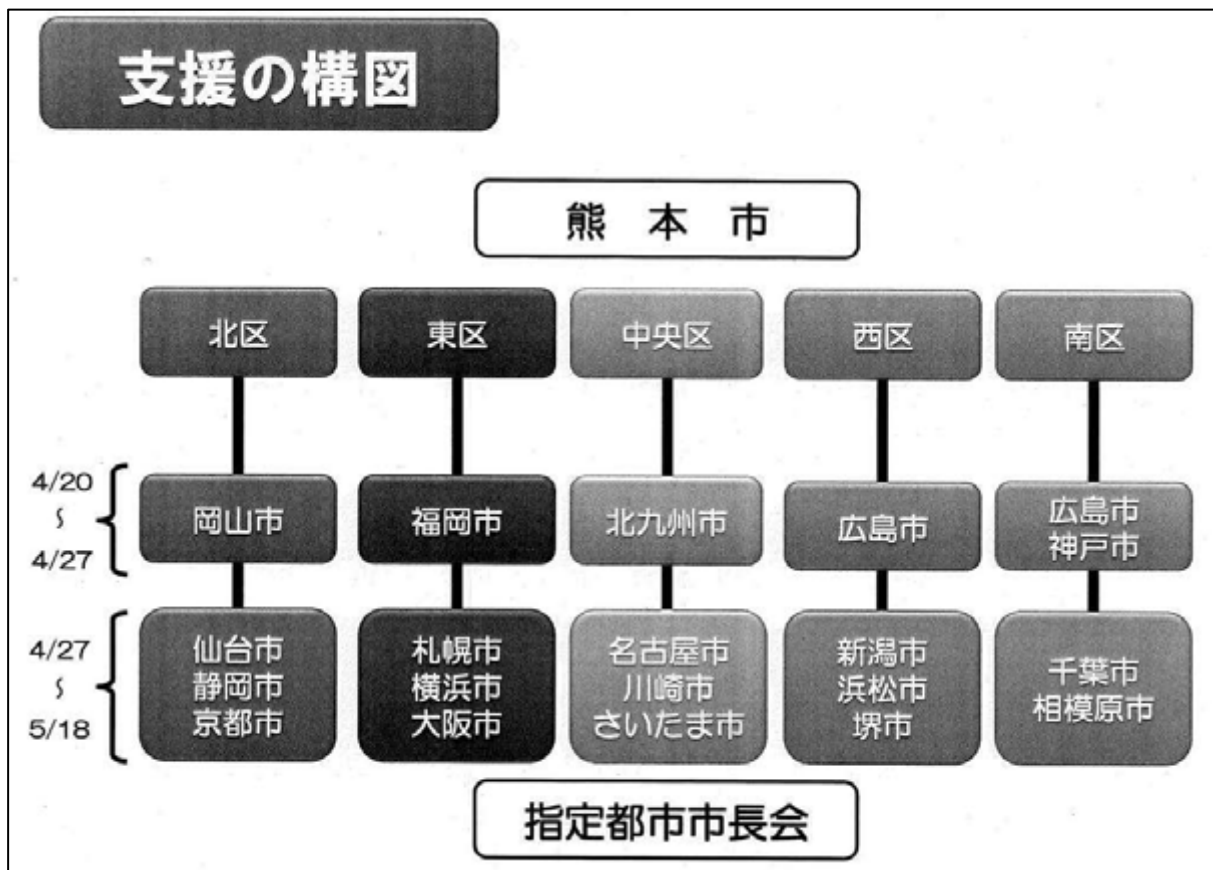 支援の構図
熊本市
北区
東区
中央区
西区
南区
4/20
〜
4/27
岡山市
福岡市
北九州市
広島市
広島市
神戸市
4/27
〜
5/18
仙台市
静岡市
京都市
札幌市
横浜市
大阪市
名古屋市
川崎市
さいたま市
新潟市
浜松市
堺市
千葉市
相模原市
指定都市市長会